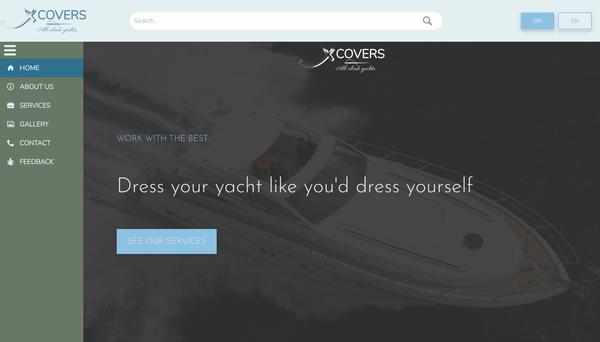 COVERS
All about yachts
Search...
GR
EN
COVERS
All about yachts
HOME
ABOUT US
SERVICES
GALLERY
CONTACT
FEEDBACK
WORK WITH THE BEST
Dress your yacht like you'd dress yourself
SEE OUR SERVICES